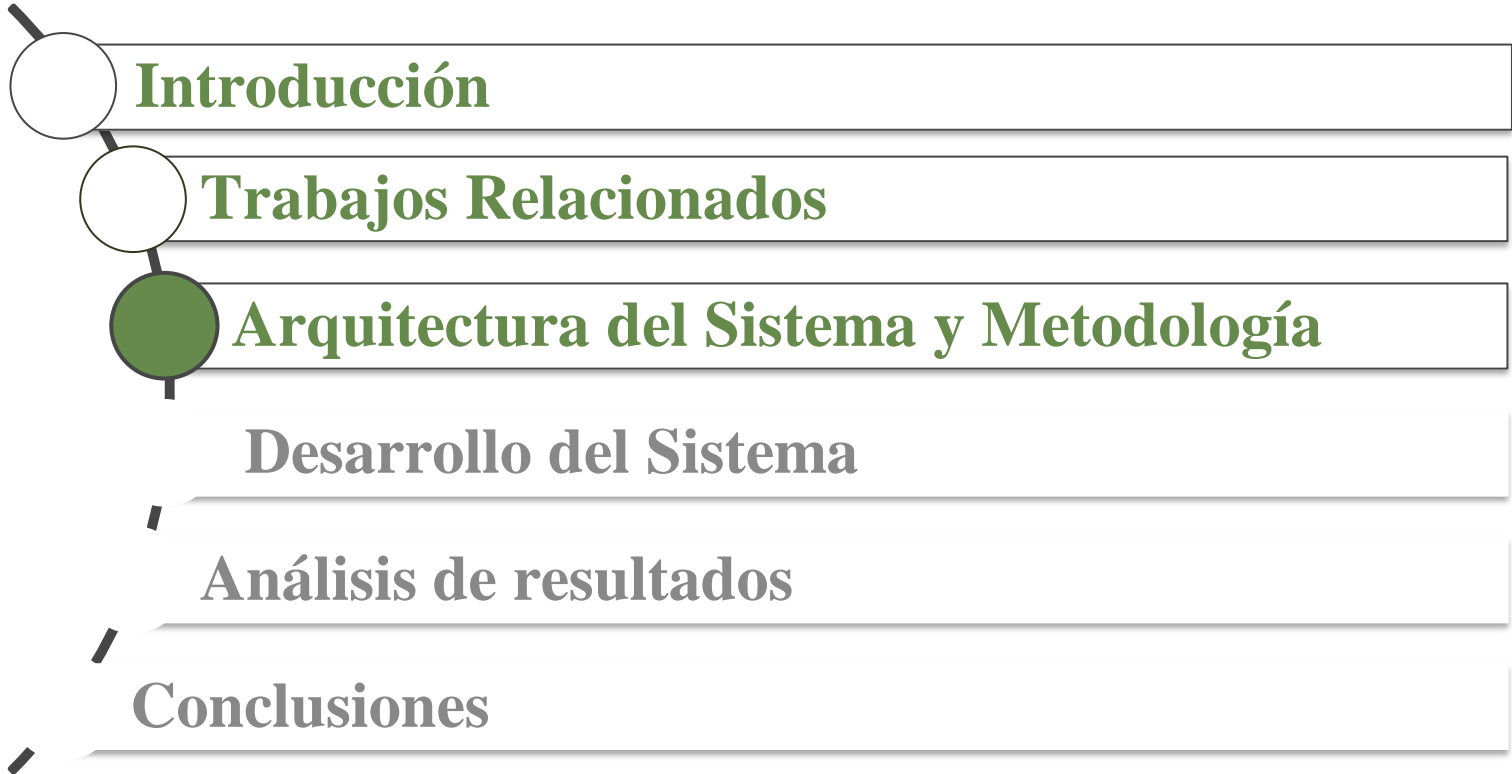 Introducción
Trabajos Relacionados
Arquitectura del Sistema y Metodología
Desarrollo del Sistema
Análisis de resultados
Conclusiones